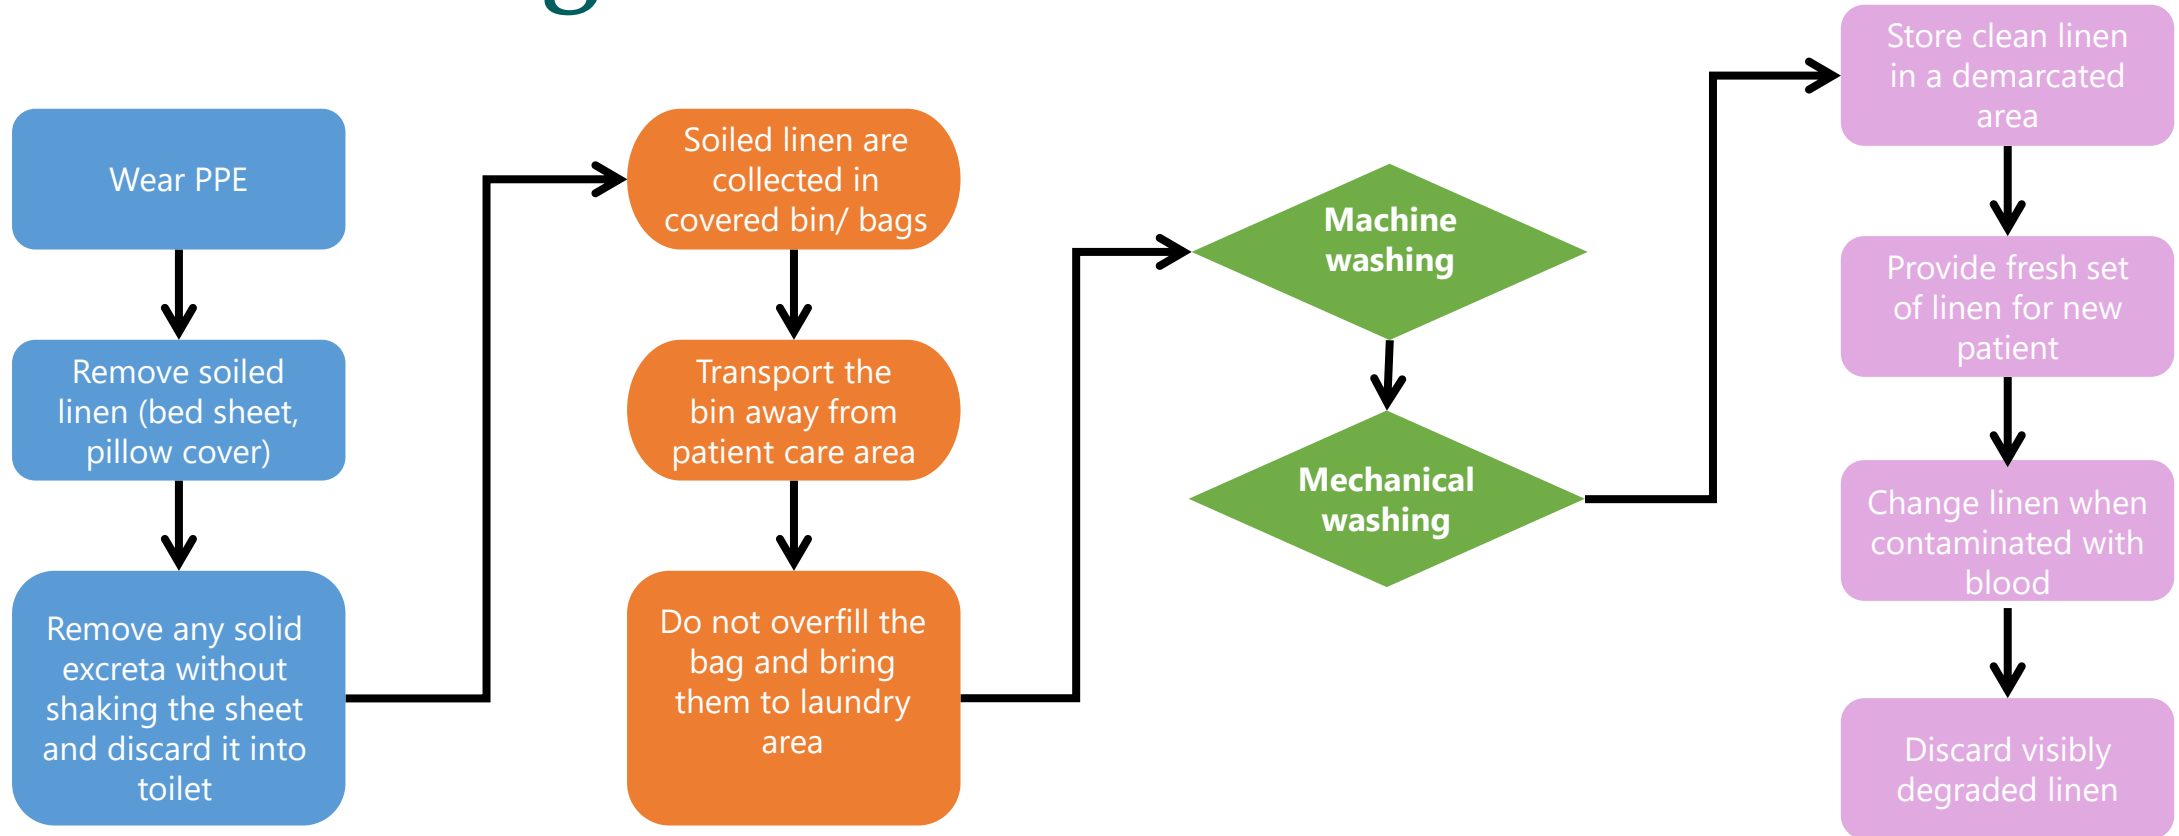 Wear PPE
Remove soiled
linen (bed sheet,
pillow cover)
Remove any solid
excreta without
shaking the sheet
and discard it into
toilet
Soiled linen are
collected in
covered bin/ bags
Transport the
bin away from
patient care area
Do not overfill the
bag and bring
them to laundry
area
Machine
washing
Mechanical
washing
Store clean linen
in a demarcated
area
Provide fresh set
of linen for new
patient
Change linen when
contaminated with
blood
Discard visibly
degraded linen